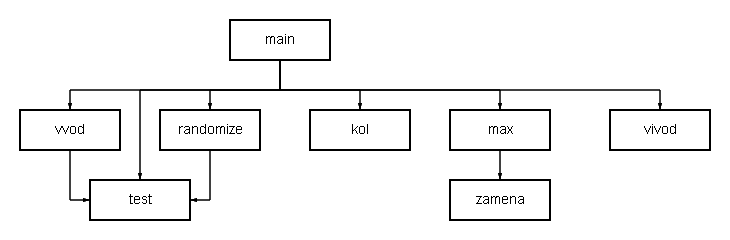 main
vvod
randomize
kol
max
vivod
test
zamena